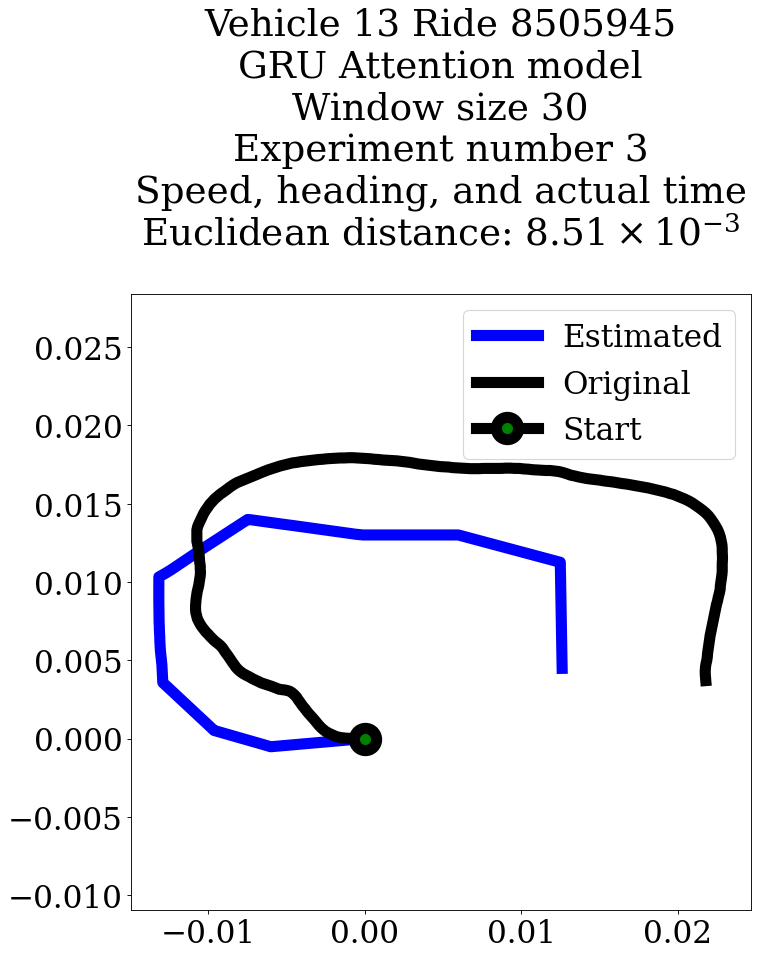 Vehicle 13 Ride 8505945
GRU Attention model
Window size 30
Experiment number 3
Speed, heading, and actual time
Euclidean distance: 8.51 × 10⁻³
Estimated
Original
Start
0.025
0.020
0.015
0.010
0.005
0.000
−0.005
−0.010
−0.01 0.00 0.01 0.02